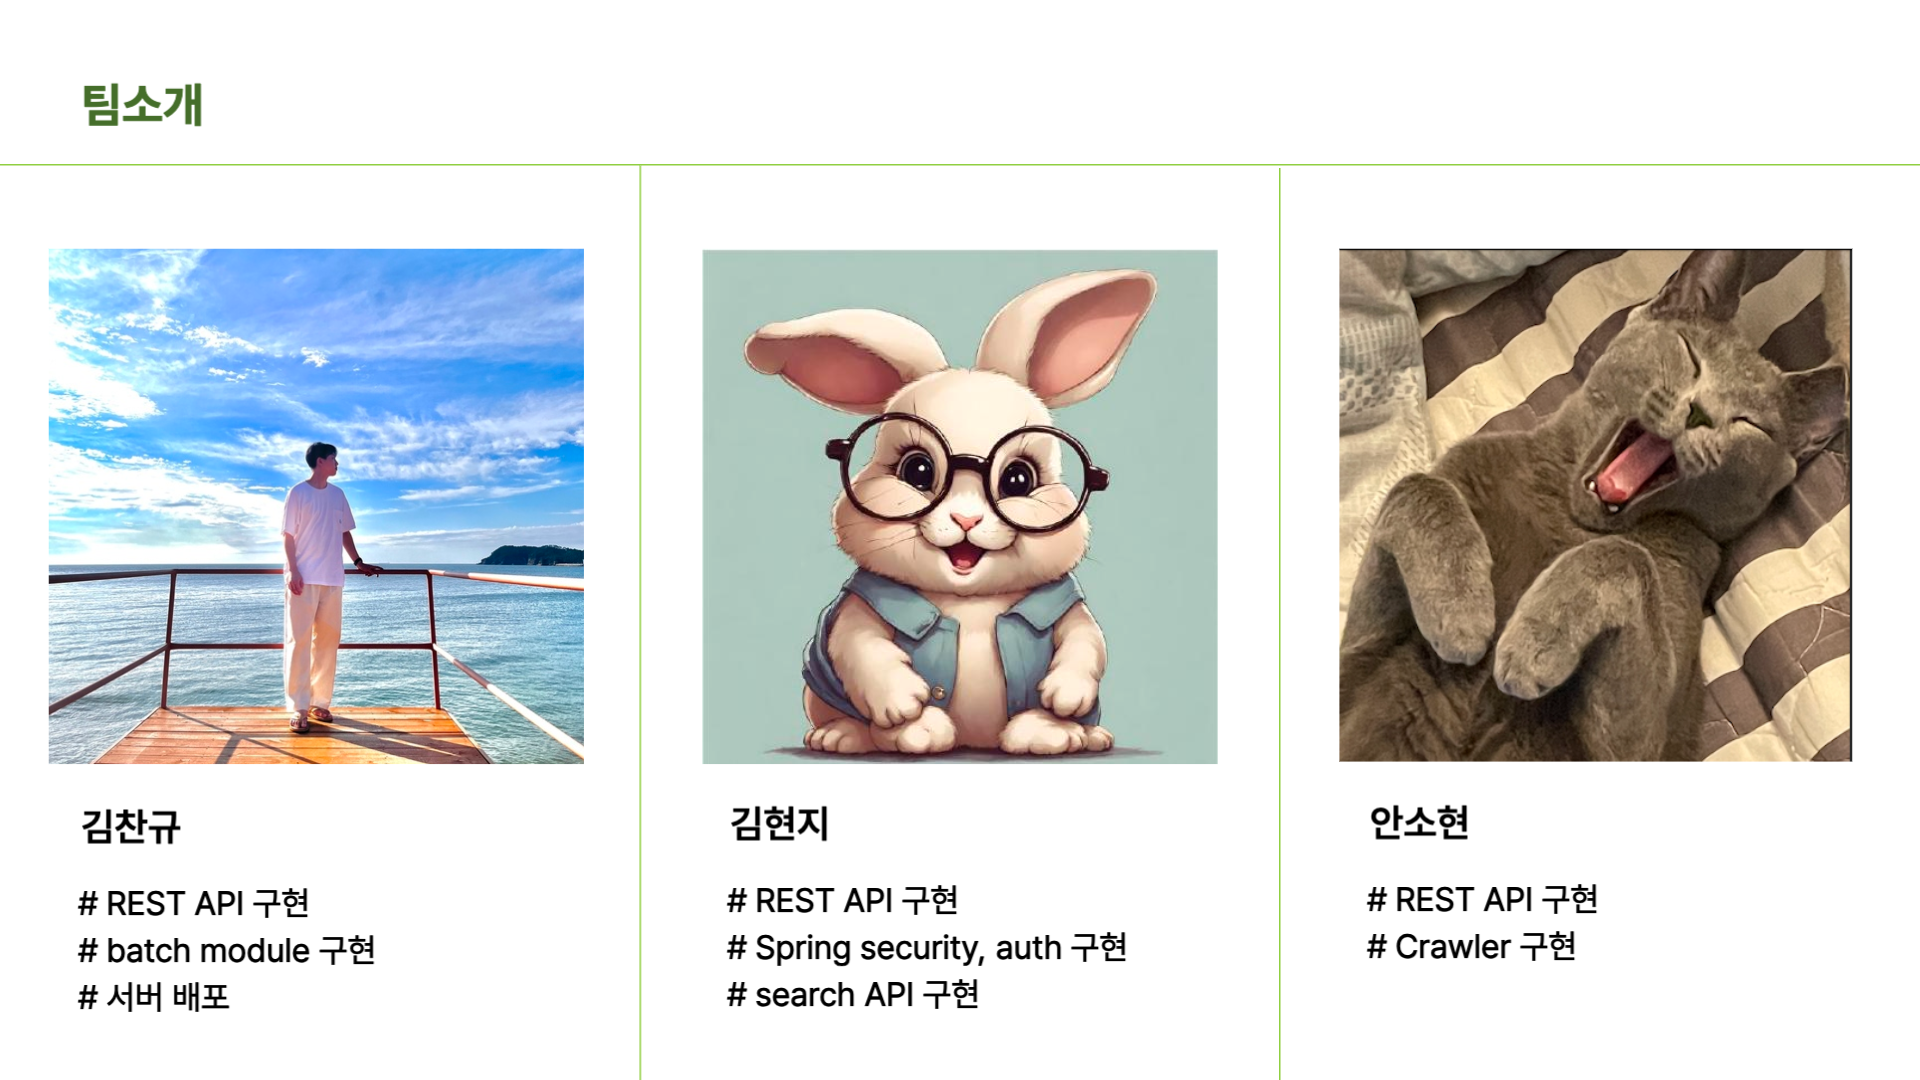 팀소개
김찬규
# REST API 구현
# batch module 구현
# 서버 배포
김현지
# REST API 구현
# Spring security, auth 구현
# search API 구현
안소현
# REST API 구현
# Crawler 구현